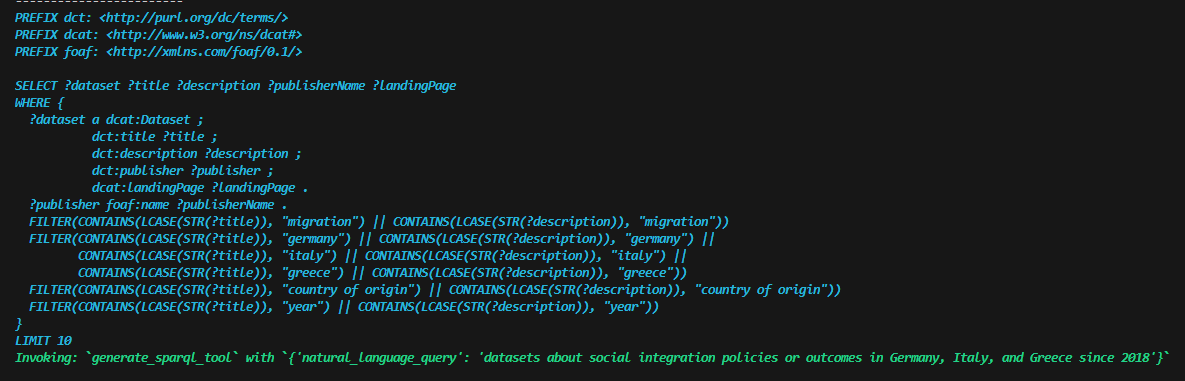 ------------------------
PREFIX dct: <http://purl.org/dc/terms/>
PREFIX dcat: <http://www.w3.org/ns/dcat#>
PREFIX foaf: <http://xmlns.com/foaf/0.1/>

SELECT ?dataset ?title ?description ?publisherName ?landingPage
WHERE {
  ?dataset a dcat:Dataset ;
           dct:title ?title ;
           dct:description ?description ;
           dct:publisher ?publisher ;
           dcat:landingPage ?landingPage .
  ?publisher foaf:name ?publisherName .
  FILTER(CONTAINS(LCASE(STR(?title)), "migration") || CONTAINS(LCASE(STR(?description)), "migration"))
  FILTER(CONTAINS(LCASE(STR(?title)), "germany") || CONTAINS(LCASE(STR(?description)), "germany") ||
         CONTAINS(LCASE(STR(?title)), "italy") || CONTAINS(LCASE(STR(?description)), "italy") ||
         CONTAINS(LCASE(STR(?title)), "greece") || CONTAINS(LCASE(STR(?description)), "greece"))
  FILTER(CONTAINS(LCASE(STR(?title)), "country of origin") || CONTAINS(LCASE(STR(?description)), "country of origin"))
  FILTER(CONTAINS(LCASE(STR(?title)), "year") || CONTAINS(LCASE(STR(?description)), "year"))
}
LIMIT 10
Invoking: `generate_sparql_tool` with `{'natural_language_query': 'datasets about social integration policies or outcomes in Germany, Italy, and Greece since 2018'}`